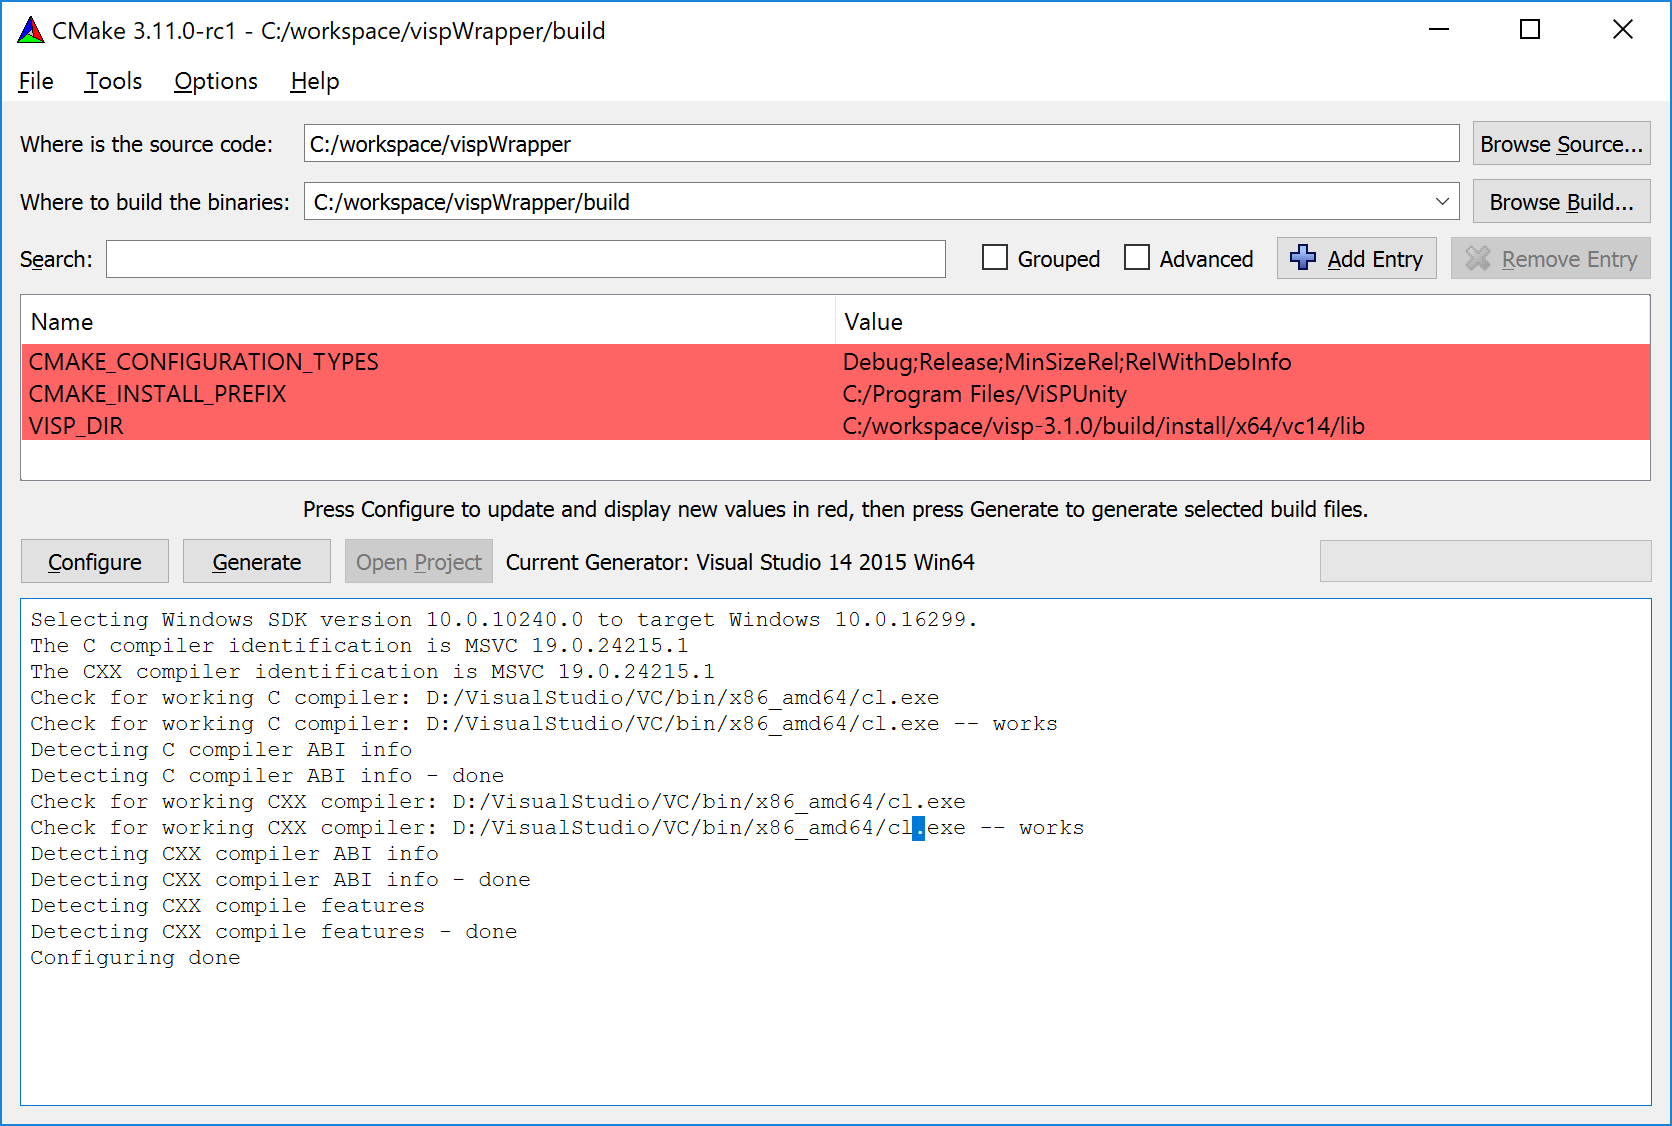 CMake 3.11.0-rc1 - C:/workspace/vispWrapper/build
File Tools Options Help
Where is the source code: C:/workspace/vispWrapper Browse Source...
Where to build the binaries: C:/workspace/vispWrapper/build Browse Build...
Search: Grouped Advanced Add Entry Remove Entry
Name Value
CMAKE_CONFIGURATION_TYPES Debug;Release;MinSizeRel;RelWithDebInfo
CMAKE_INSTALL_PREFIX C:/Program Files/ViSPUnity
VISP_DIR C:/workspace/visp-3.1.0/build/install/x64/vc14/lib
Press Configure to update and display new values in red, then press Generate to generate selected build files.
Configure Generate Open Project Current Generator: Visual Studio 14 2015 Win64
Selecting Windows SDK version 10.0.10240.0 to target Windows 10.0.16299.
The C compiler identification is MSVC 19.0.24215.1
The CXX compiler identification is MSVC 19.0.24215.1
Check for working C compiler: D:/VisualStudio/VC/bin/x86_amd64/cl.exe
Check for working C compiler: D:/VisualStudio/VC/bin/x86_amd64/cl.exe -- works
Detecting C compiler ABI info
Detecting C compiler ABI info - done
Check for working CXX compiler: D:/VisualStudio/VC/bin/x86_amd64/cl.exe
Check for working CXX compiler: D:/VisualStudio/VC/bin/x86_amd64/cl.exe -- works
Detecting CXX compiler ABI info
Detecting CXX compiler ABI info - done
Detecting CXX compile features
Detecting CXX compile features - done
Configuring done